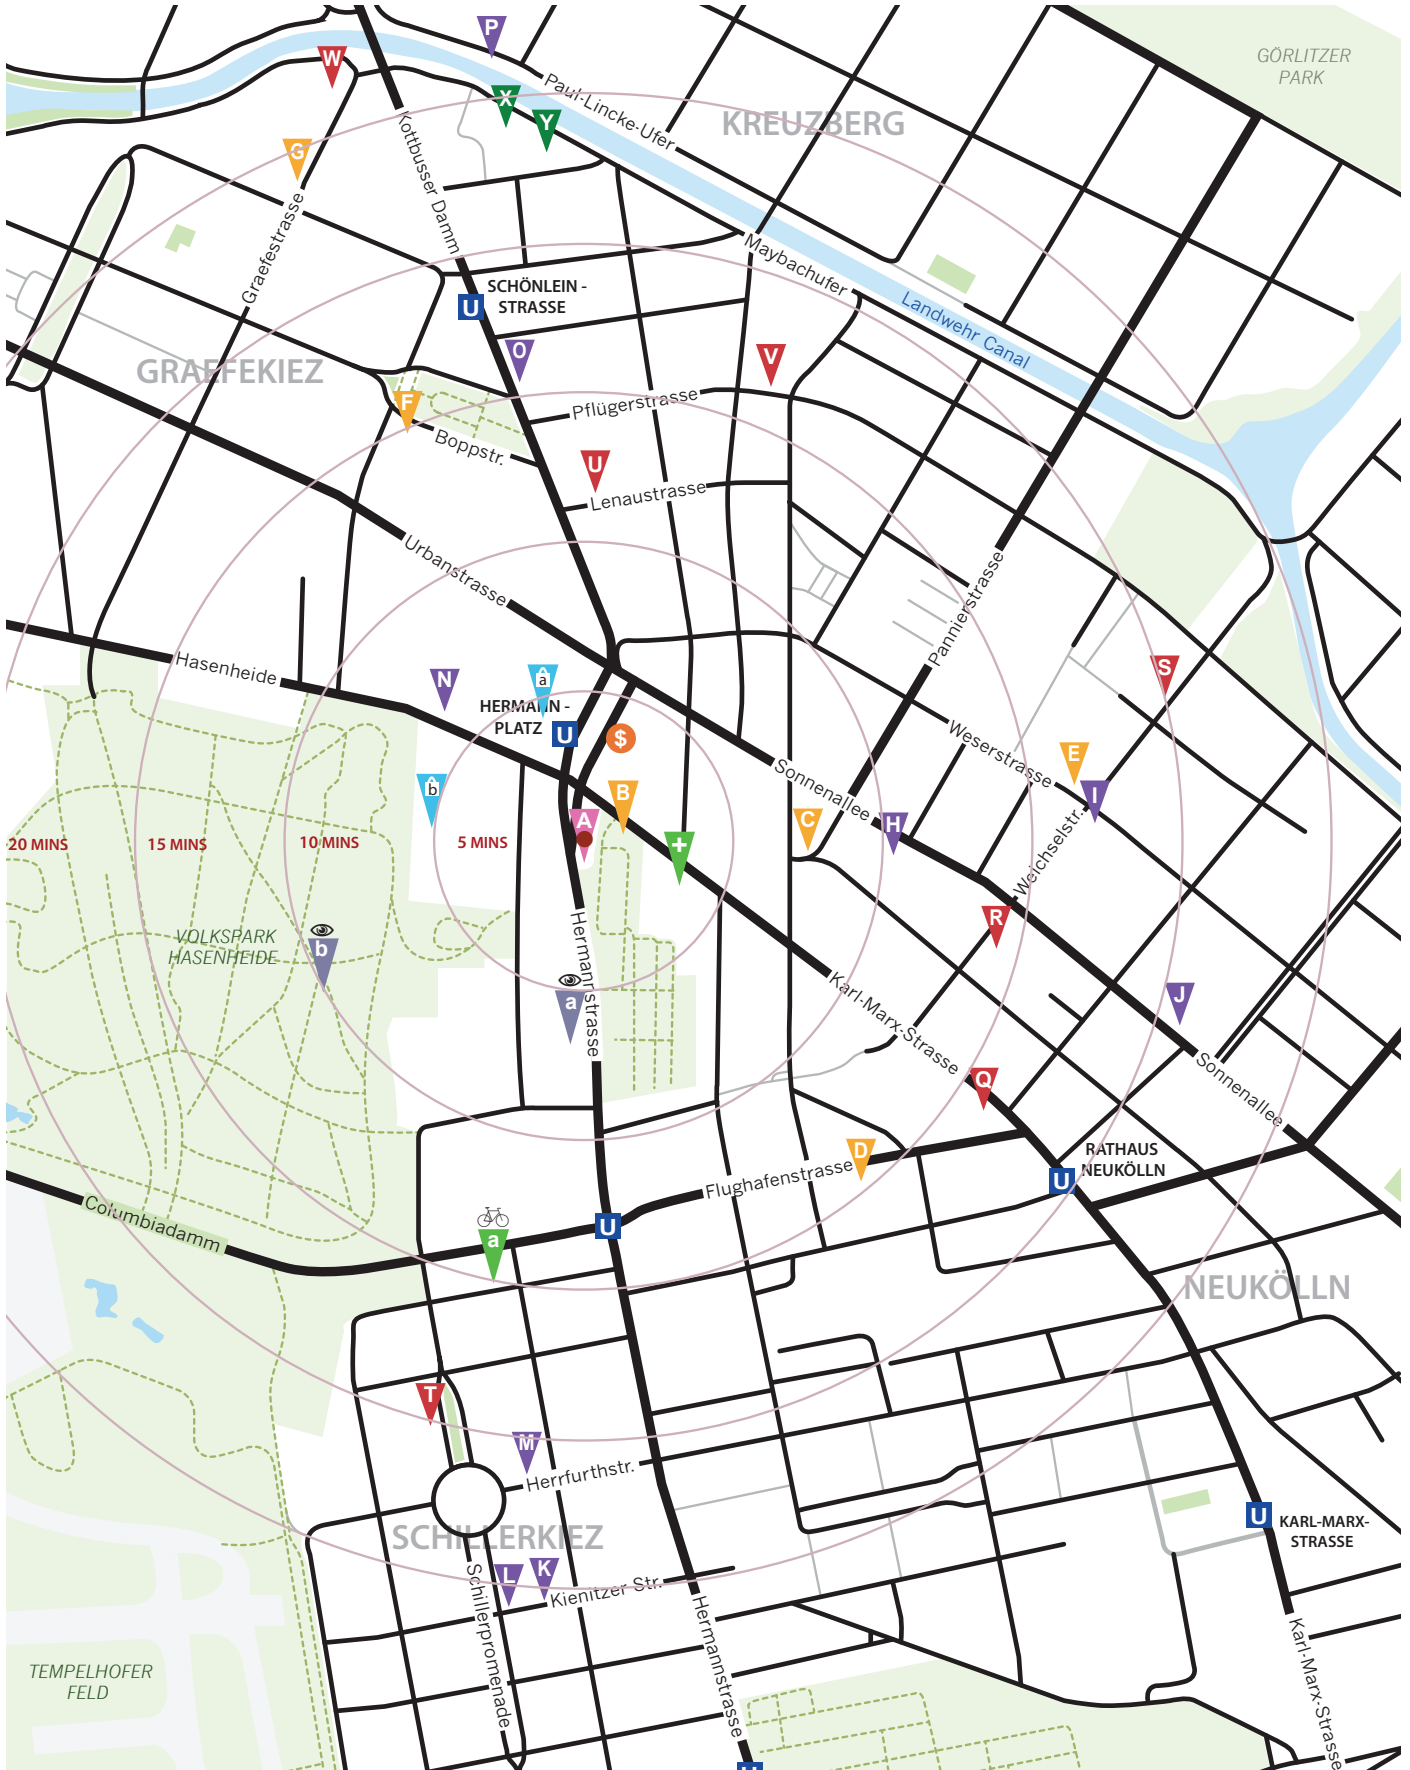 P
W
GÖRLITZER
PARK
X
Y
Paul-Lincke-Ufer
KREUZBERG
G
Kottbusser Damm
Graefestrasse
Maybachufer
Landwehr Canal
SCHÖNLEIN -
STRASSE
U
O
V
GRAEFEKIEZ
F
Pflügerstrasse
Boppstr.
U
Lenaustrasse
Urbanstrasse
Pannierstrasse
Hasenheide
N
a
S
HERMANN -
PLATZ
U
$
Weserstrasse
E
Sonnenallee
b
B
I
A
C
H
+
20 MINS
15 MINS
10 MINS
5 MINS
Weichselstr.
R
VOLKSPARK
HASENHEIDE
b
Hermannstrasse
a
Karl-Marx-Strasse
J
Q
Sonnenallee
D
RATHAUS
NEUKÖLLN
U
Flughafenstrasse
Columbiadamm
U
a
NEUKÖLLN
T
M
Herrfurthstr.
SCHILLERKIEZ
U
KARL-MARX-
STRASSE
L
K
Kienitzer Str.
Schillerpromenade
Hermannstrasse
Karl-Marx-Strasse
TEMPELHOFER
FELD
U